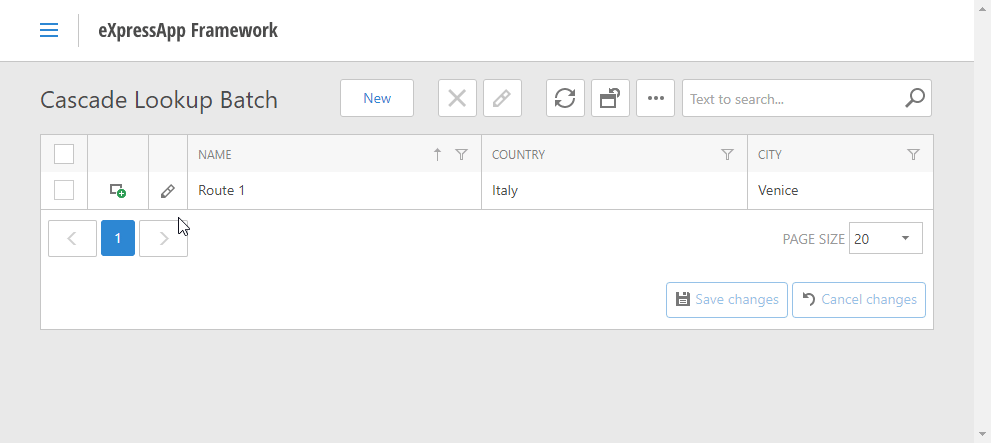 eXpressApp Framework
Cascade Lookup Batch
New
Text to search...
NAME
COUNTRY
CITY
Route 1
Italy
Venice
1
PAGE SIZE 20
Save changes
Cancel changes